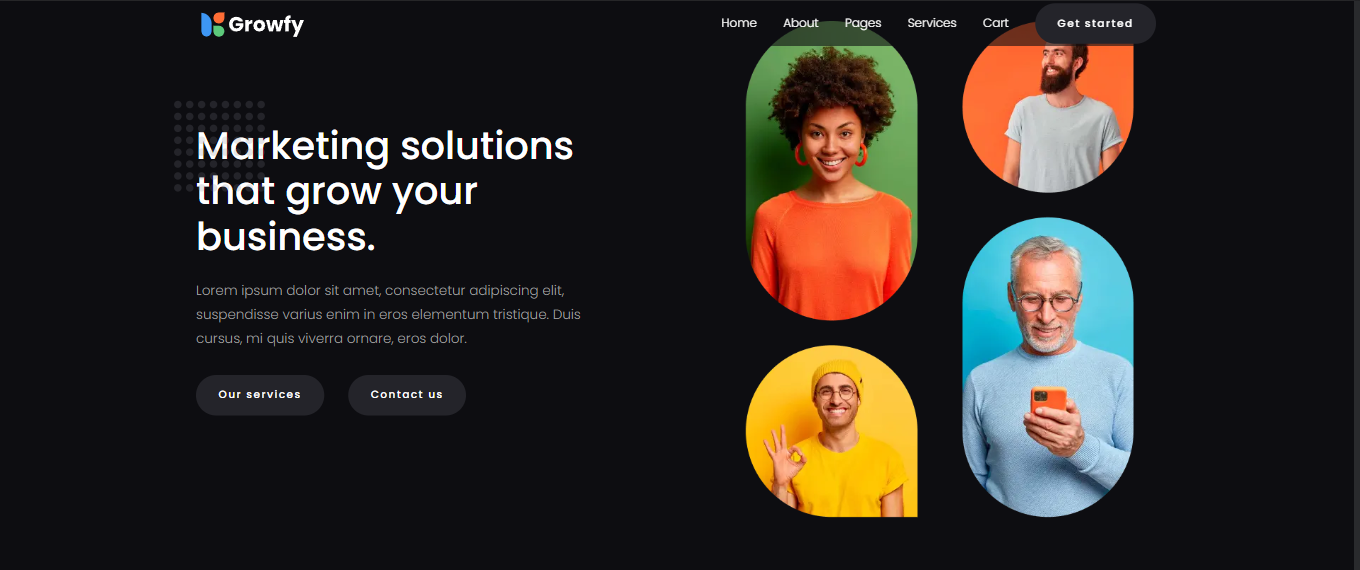 Growfy
Home About Pages Services Cart Get started
Marketing solutions
that grow your
business.
Lorem ipsum dolor sit amet, consectetur adipiscing elit,
suspendisse varius enim in eros elementum tristique. Duis
cursus, mi quis viverra ornare, eros dolor.
Our services Contact us